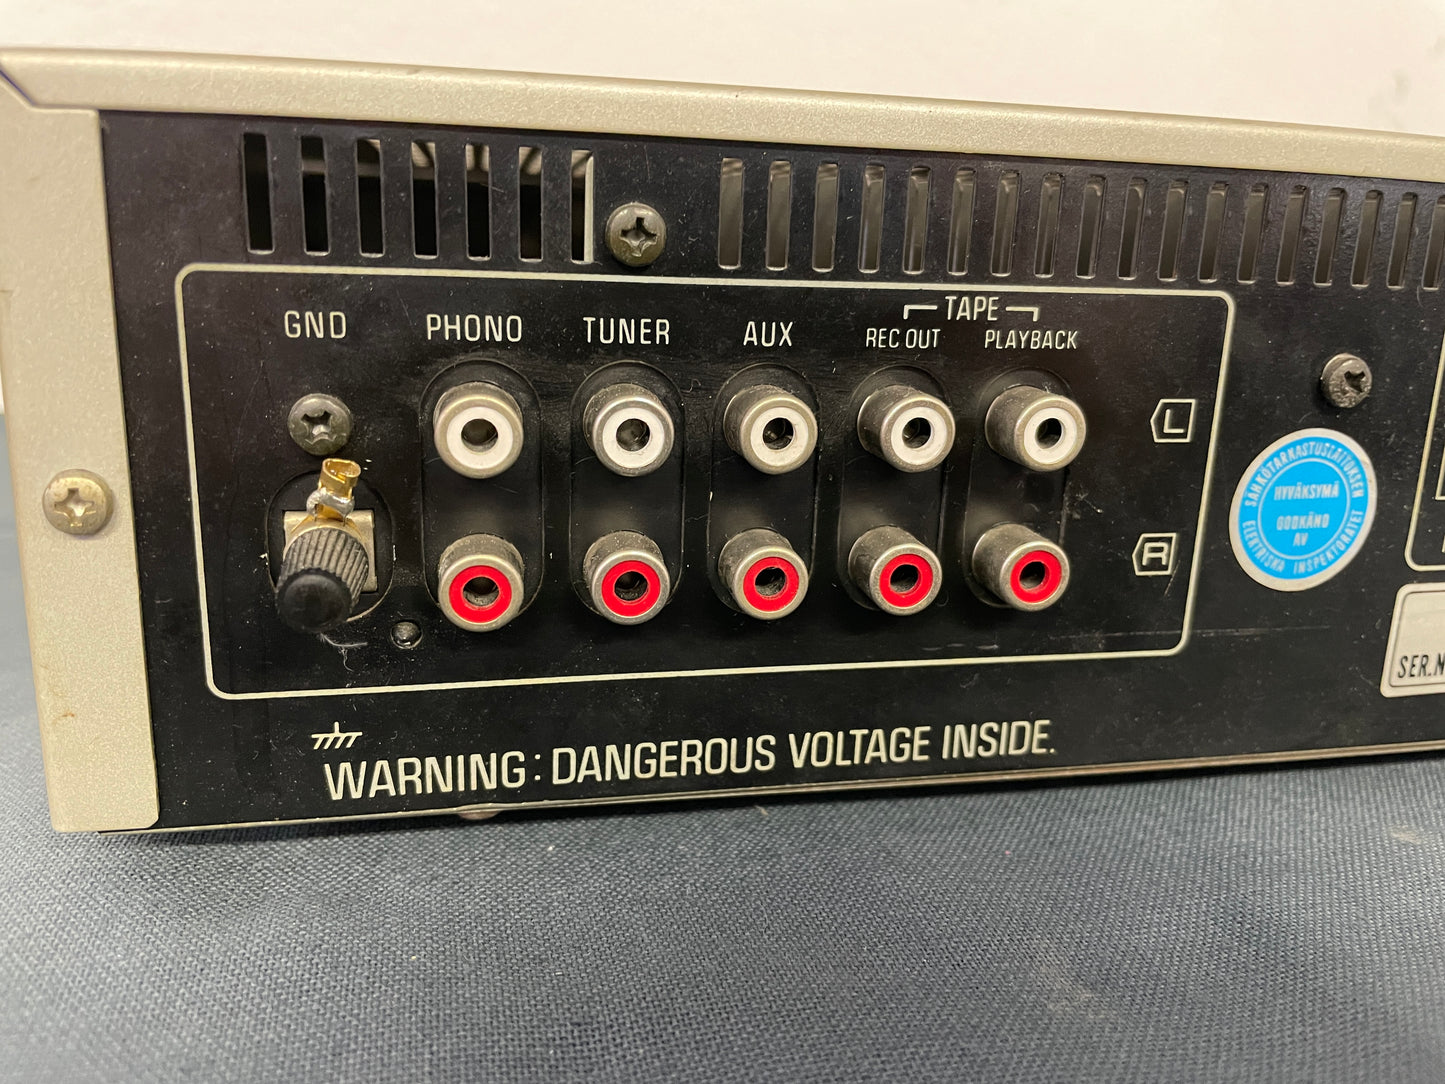 GND PHONO TUNER AUX
TAPE
REC OUT PLAYBACK
L
R
SÄHKÖTARKASTUSLAITOKSEN
HYVÄKSYMÄ
GODKÄND
AV
ELEKTRISKA INSPEKTORATET
SER.N
WARNING: DANGEROUS VOLTAGE INSIDE.